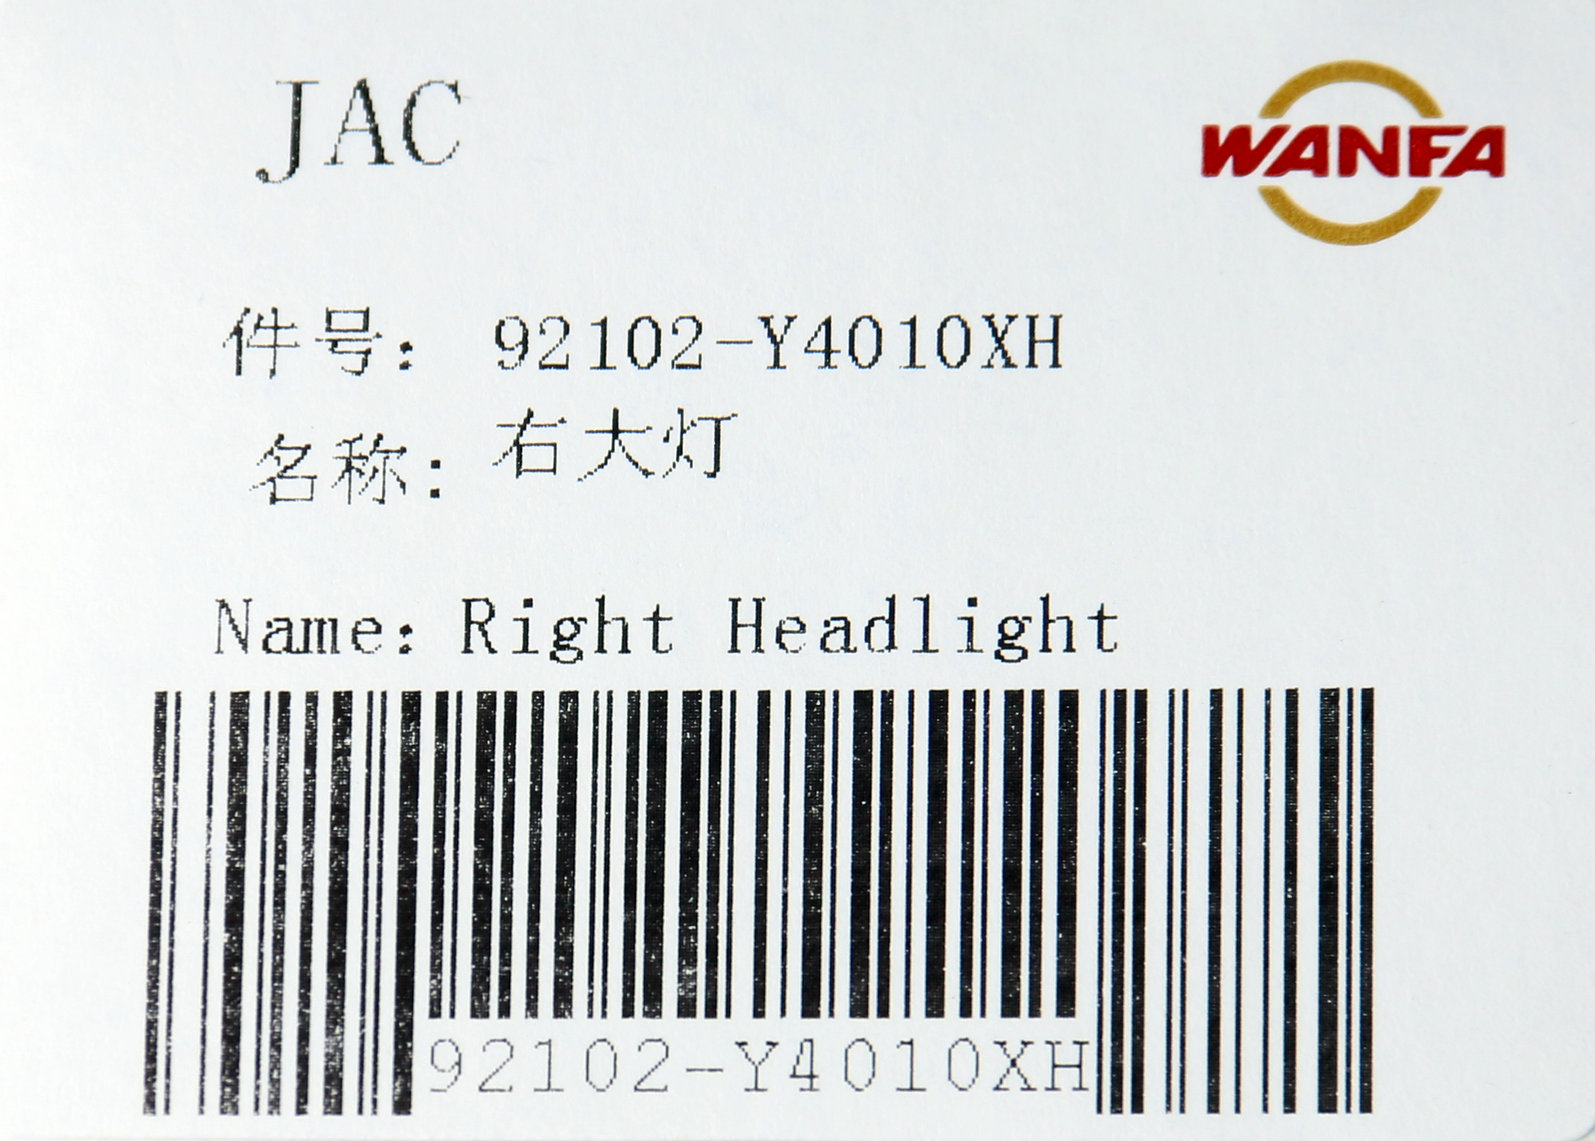 JAC
WANFA
件号: 92102-Y4010XH
名称: 右大灯
Name: Right Headlight
92102-Y4010XH